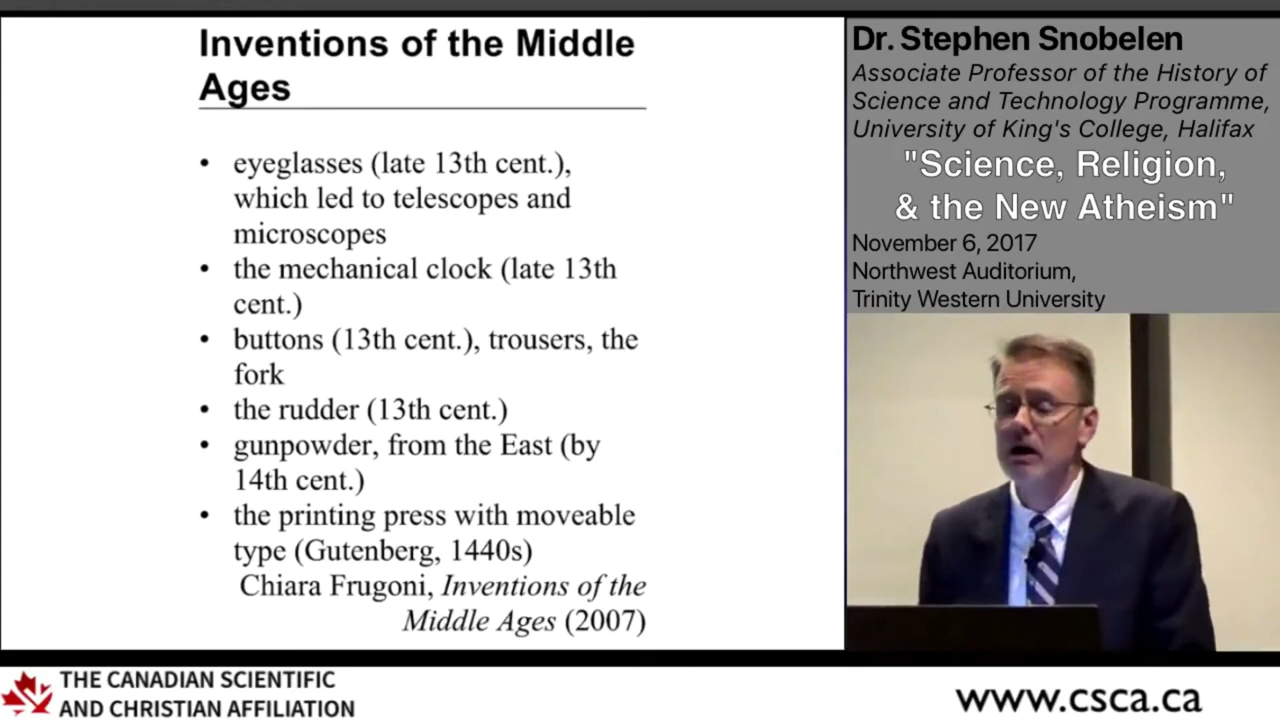 Inventions of the Middle
Ages
• eyeglasses (late 13th cent.),
which led to telescopes and
microscopes
• the mechanical clock (late 13th
cent.)
• buttons (13th cent.), trousers, the
fork
• the rudder (13th cent.)
• gunpowder, from the East (by
14th cent.)
• the printing press with moveable
type (Gutenberg, 1440s)
Chiara Frugoni, Inventions of the
Middle Ages (2007)
Dr. Stephen Snobelen
Associate Professor of the History of
Science and Technology Programme,
University of King's College, Halifax
"Science, Religion,
& the New Atheism"
November 6, 2017
Northwest Auditorium,
Trinity Western University
THE CANADIAN SCIENTIFIC
AND CHRISTIAN AFFILIATION
www.csca.ca